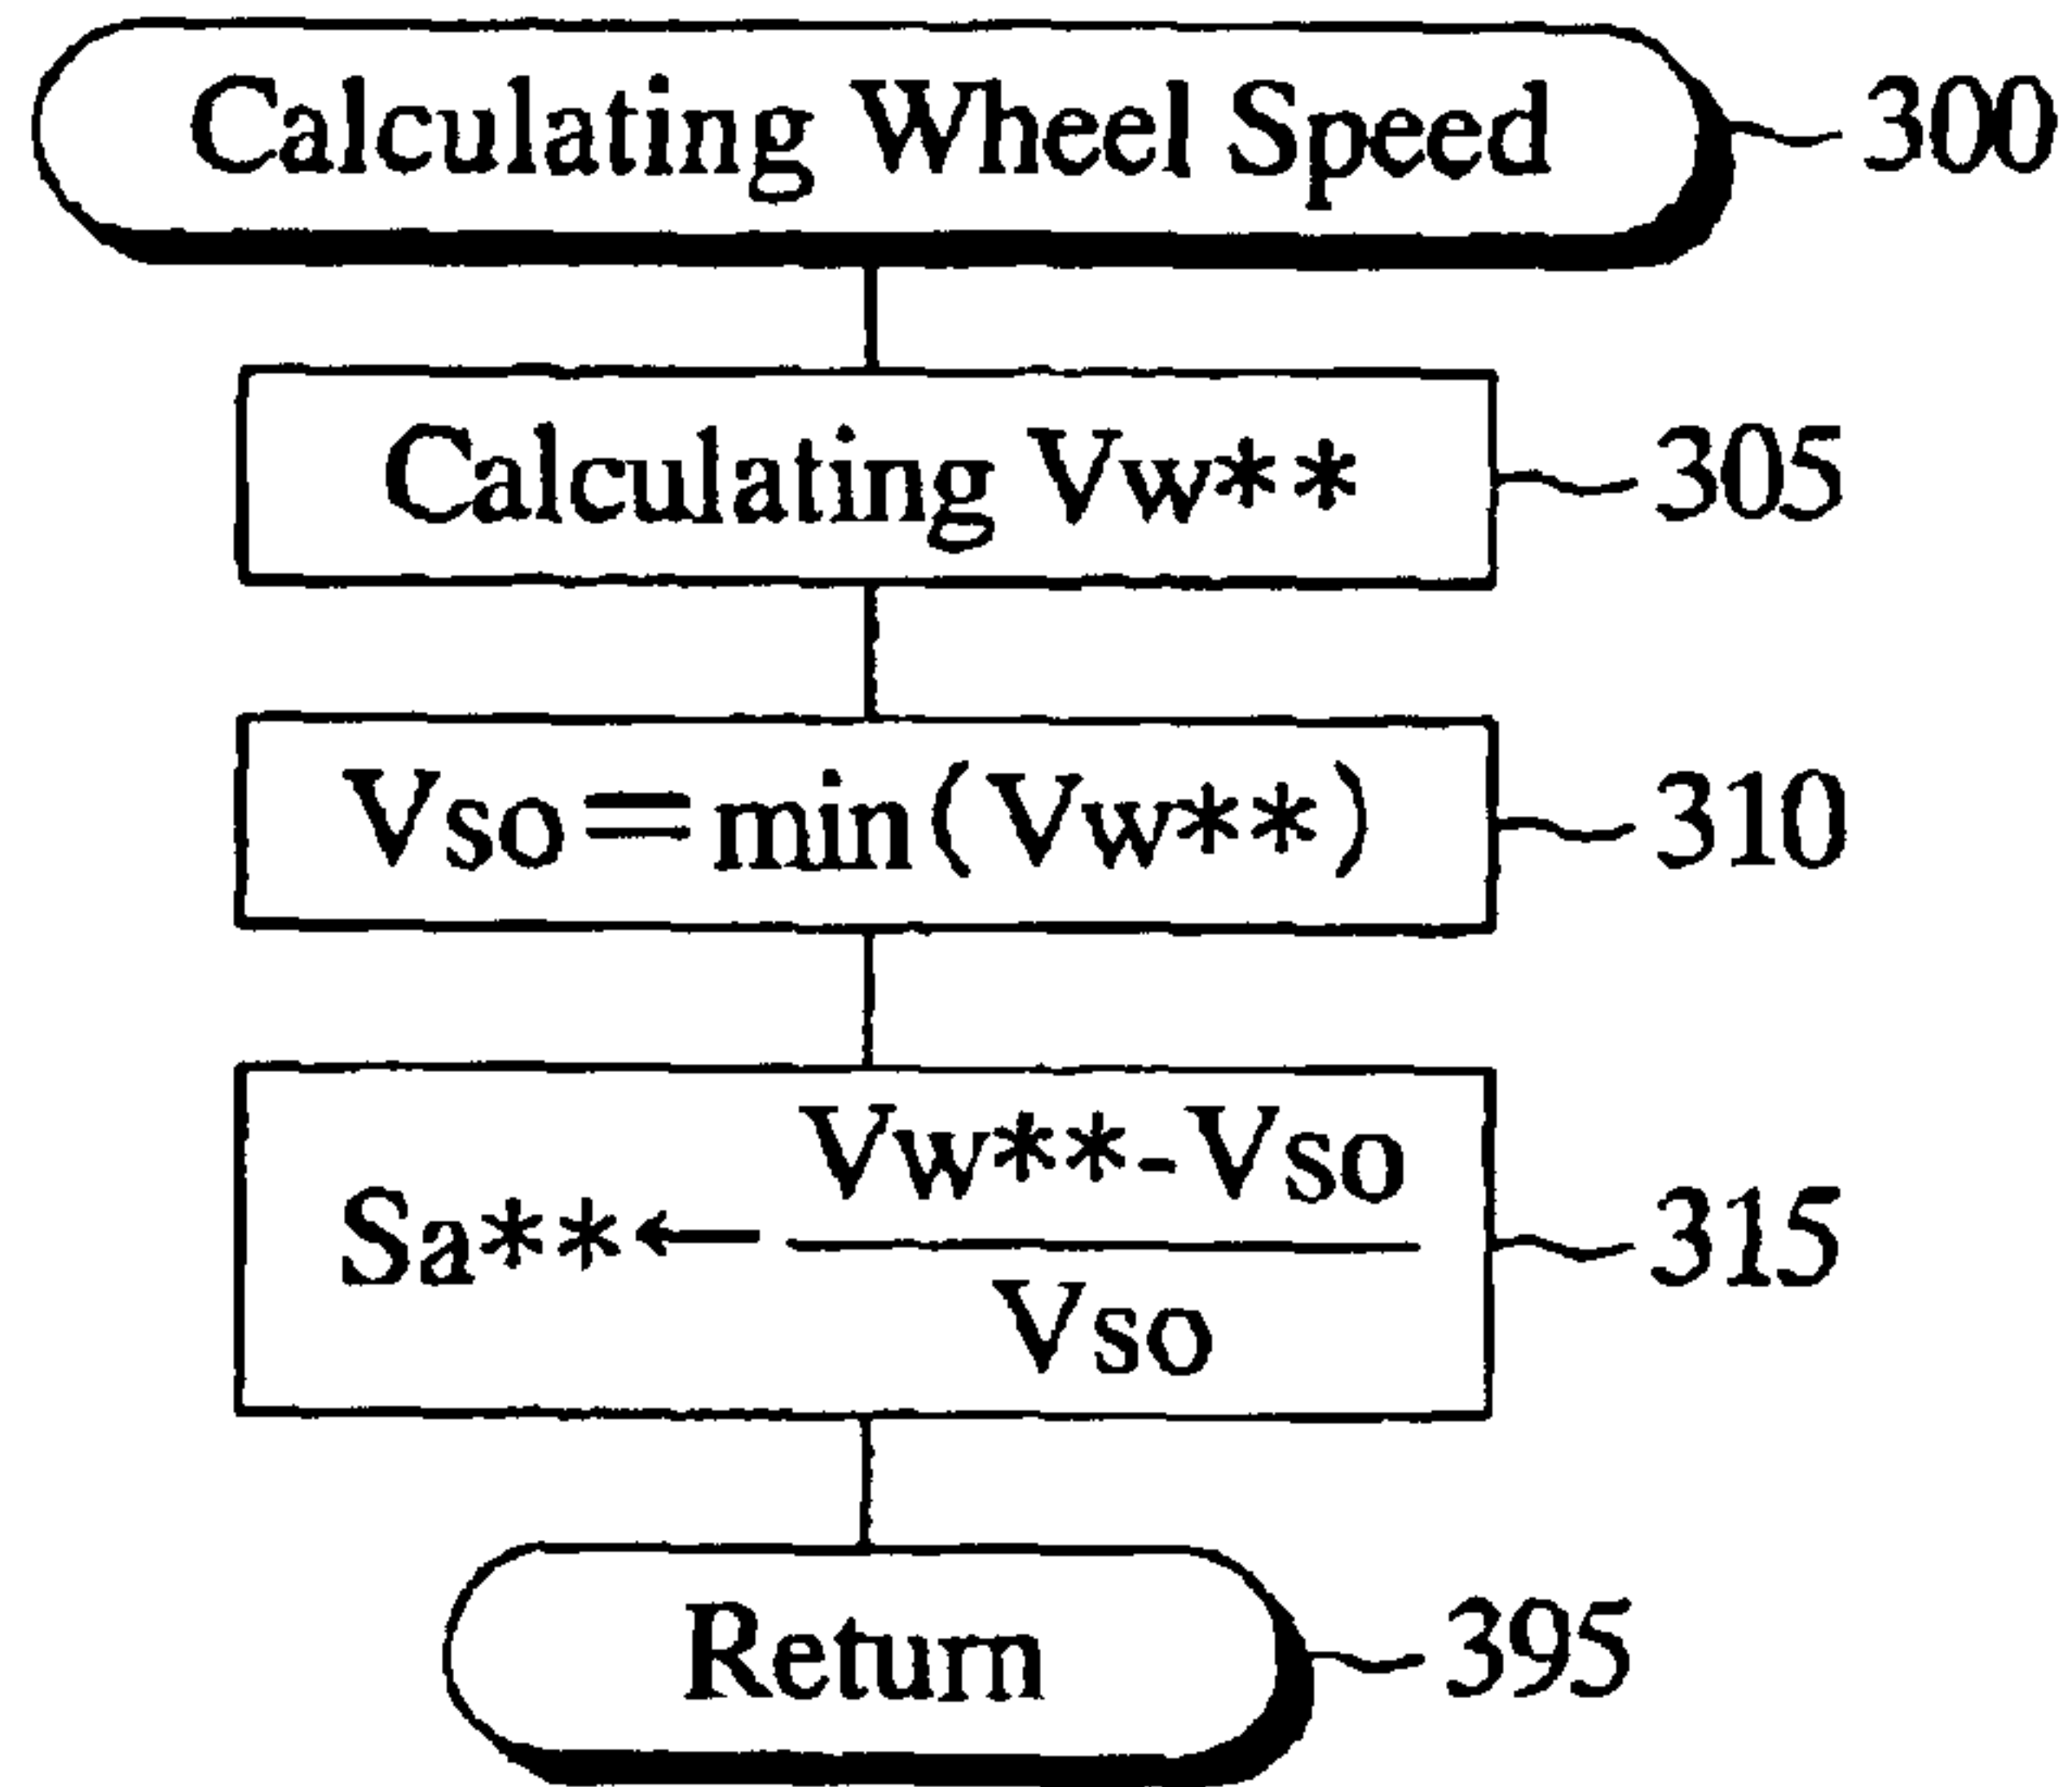 Calculating Wheel Speed 300
Calculating Vw** 305
Vso=min(Vw**) 310
Vw**-Vso
Sa**← 315
Vso
Return 395